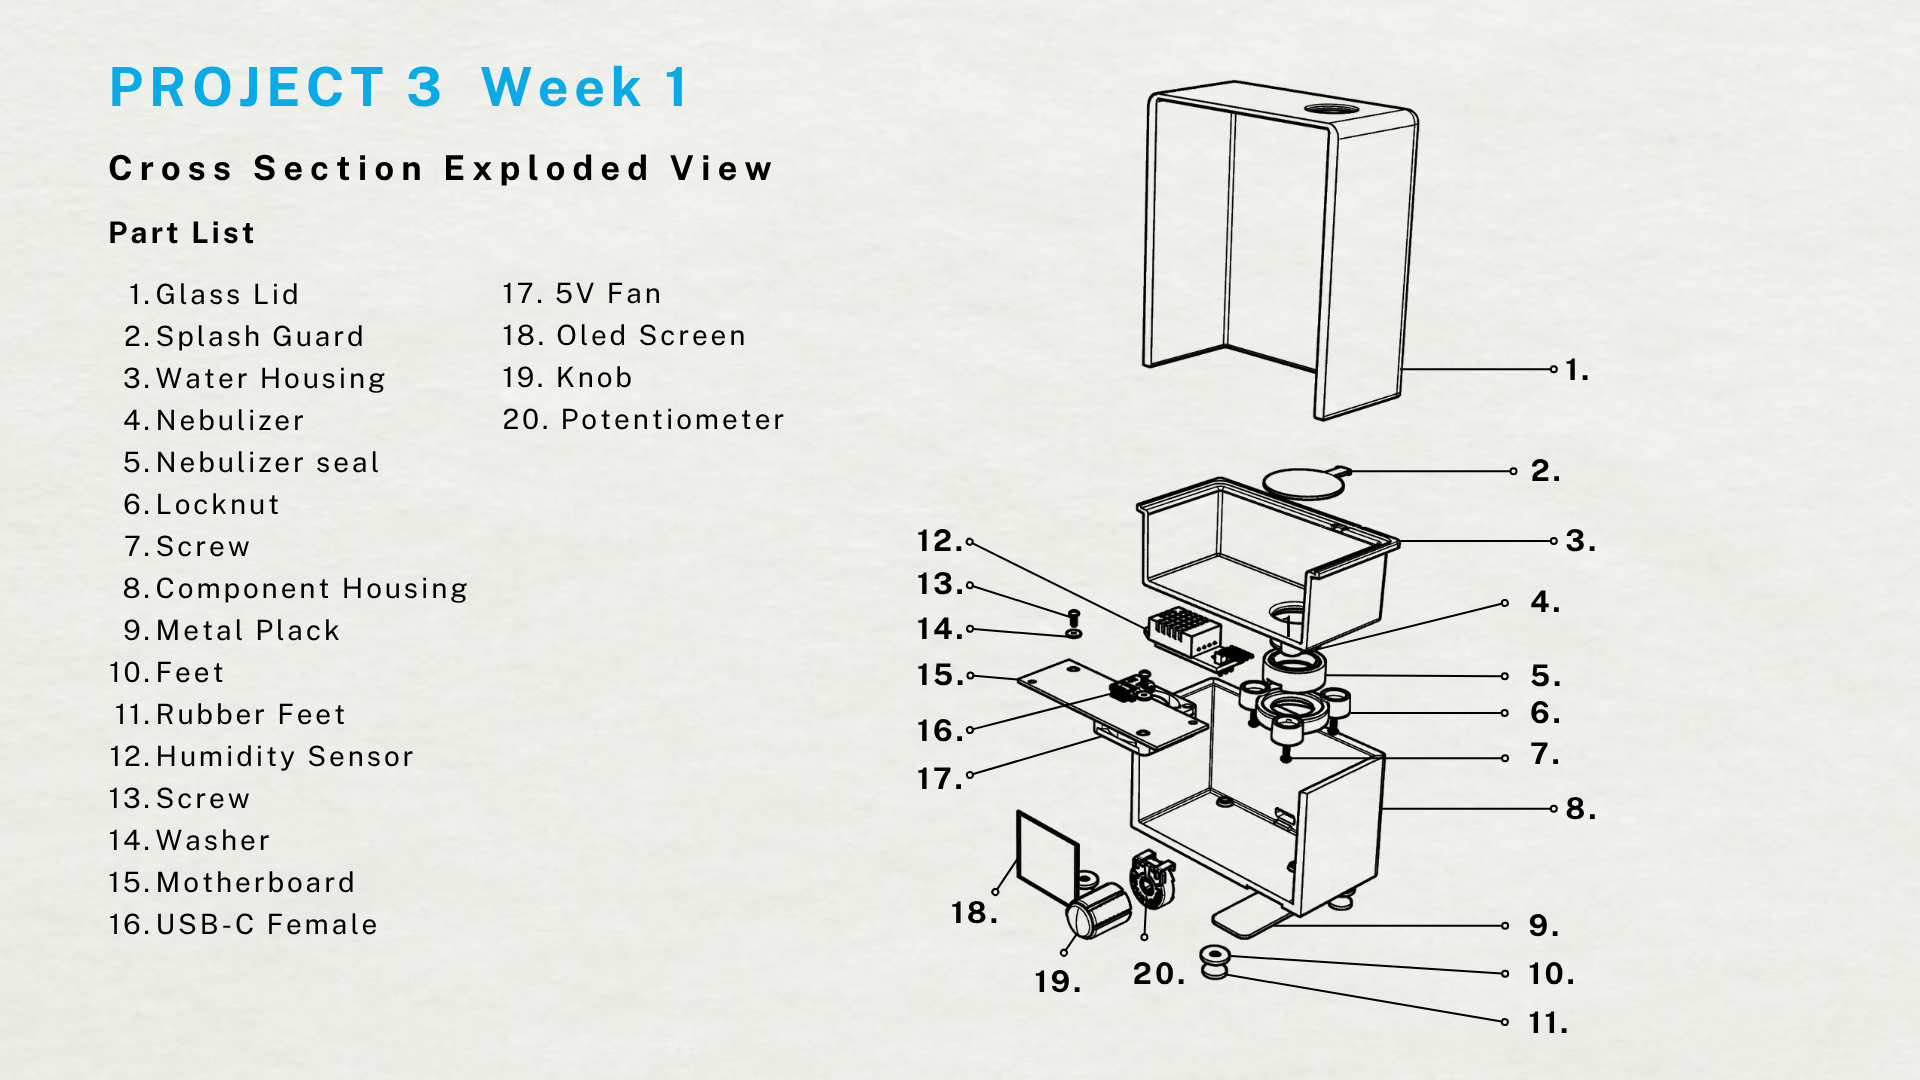 PROJECT 3 Week 1
Cross Section Exploded View
Part List
1. Glass Lid
2. Splash Guard
3. Water Housing
4. Nebulizer
5. Nebulizer seal
6. Locknut
7. Screw
8. Component Housing
9. Metal Plack
10. Feet
11. Rubber Feet
12. Humidity Sensor
13. Screw
14. Washer
15. Motherboard
16. USB-C Female
17. 5V Fan
18. Oled Screen
19. Knob
20. Potentiometer
1.
2.
3.
4.
5.
6.
7.
8.
9.
10.
11.
12.
13.
14.
15.
16.
17.
18.
19.
20.